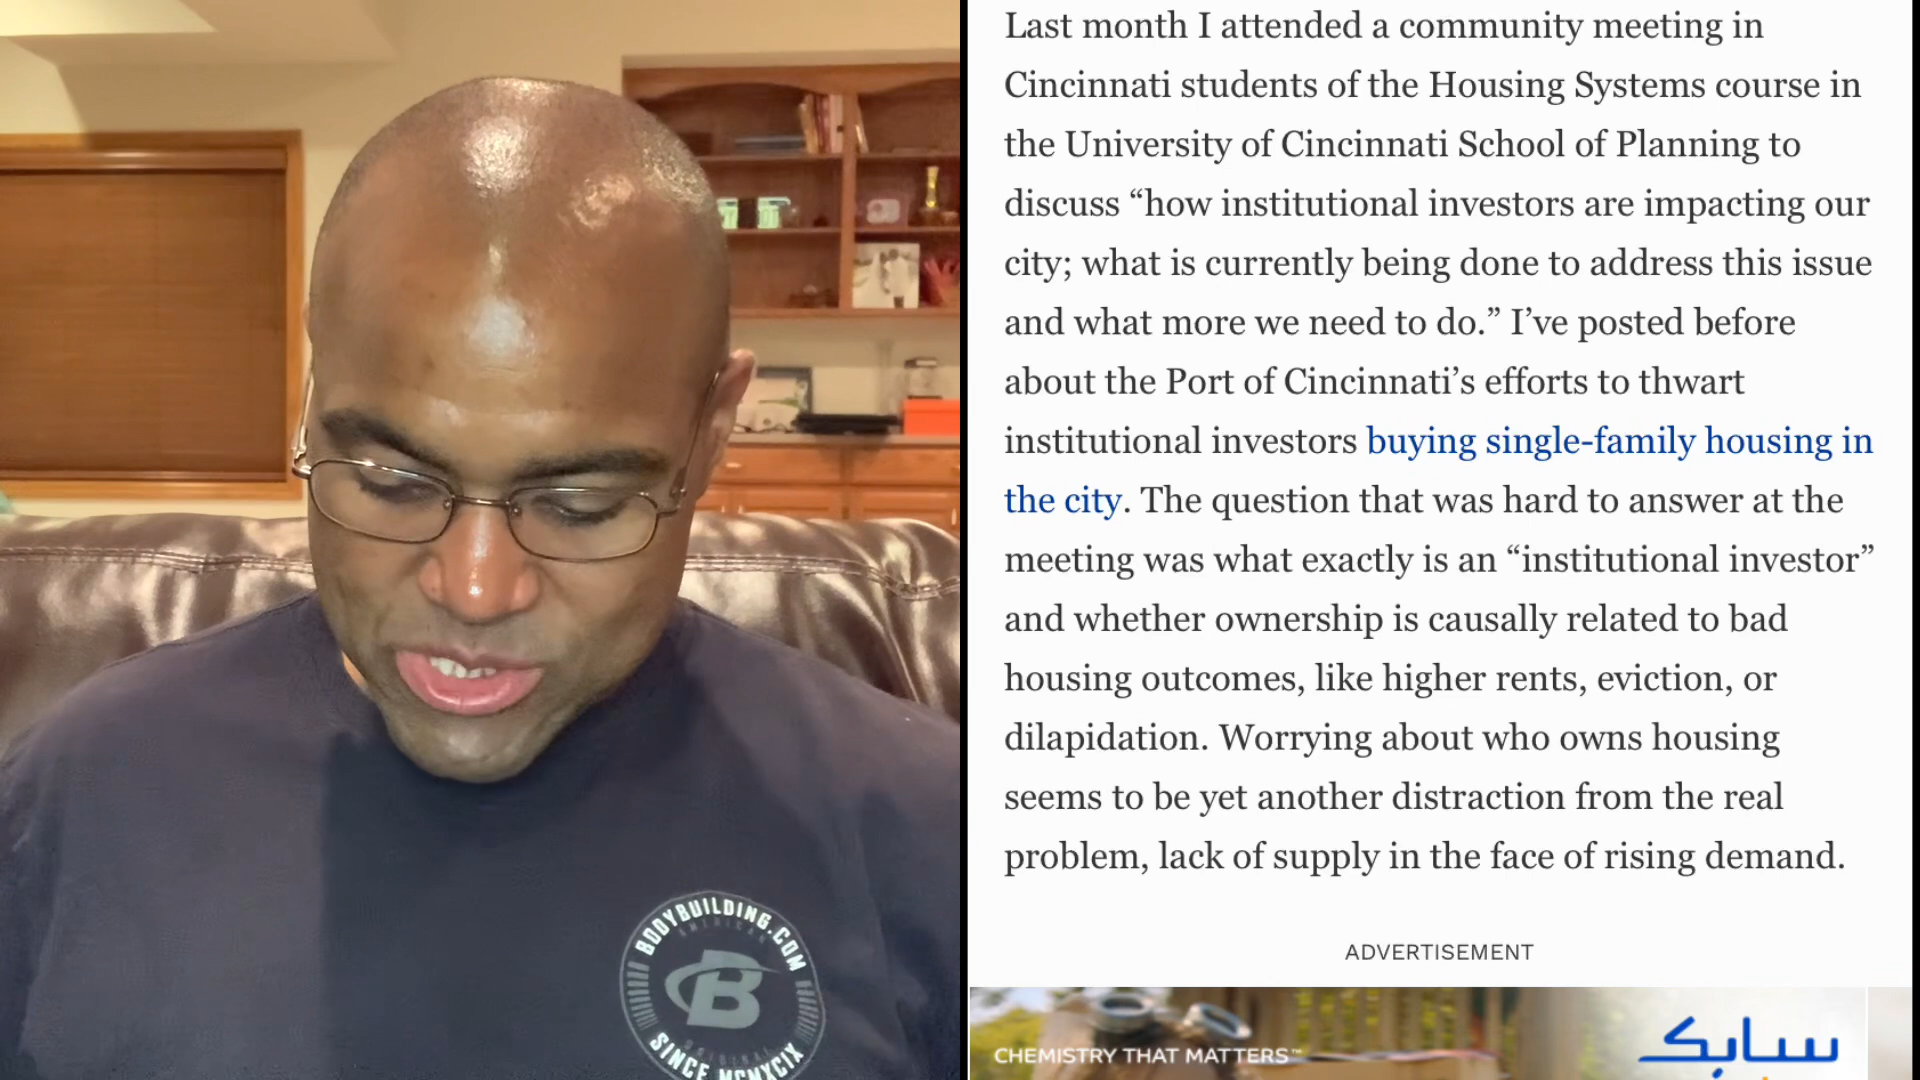 Last month I attended a community meeting in
Cincinnati students of the Housing Systems course in
the University of Cincinnati School of Planning to
discuss “how institutional investors are impacting our
city; what is currently being done to address this issue
and what more we need to do.” I’ve posted before
about the Port of Cincinnati’s efforts to thwart
institutional investors buying single-family housing in
the city. The question that was hard to answer at the
meeting was what exactly is an “institutional investor”
and whether ownership is causally related to bad
housing outcomes, like higher rents, eviction, or
dilapidation. Worrying about who owns housing
seems to be yet another distraction from the real
problem, lack of supply in the face of rising demand.
ADVERTISEMENT
CHEMISTRY THAT MATTERS™
سابك
BODYBUILDING.COM
AMERICAN
B
ORIGINAL
SINCE MCMXCIX